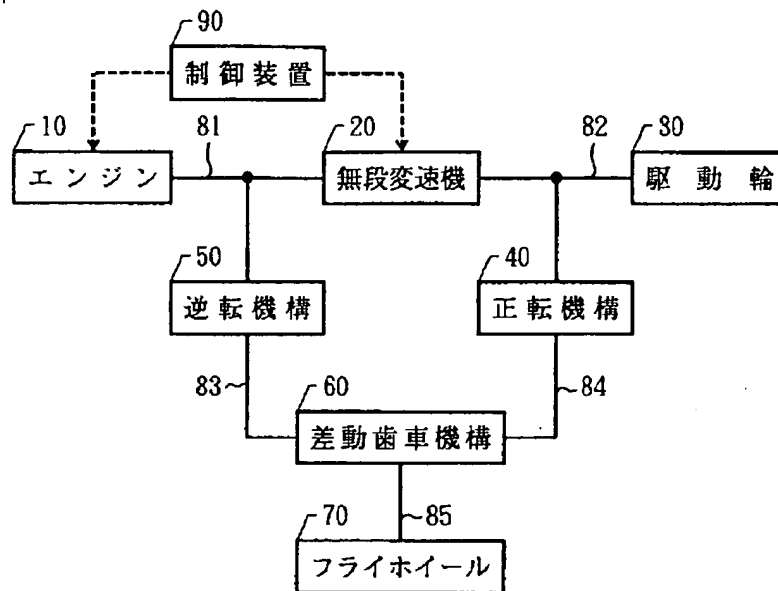 90
制御装置
10
81
20
82
30
エンジン
無段変速機
駆動輪
50
40
逆転機構
正転機構
83
60
84
差動歯車機構
70
85
フライホイール